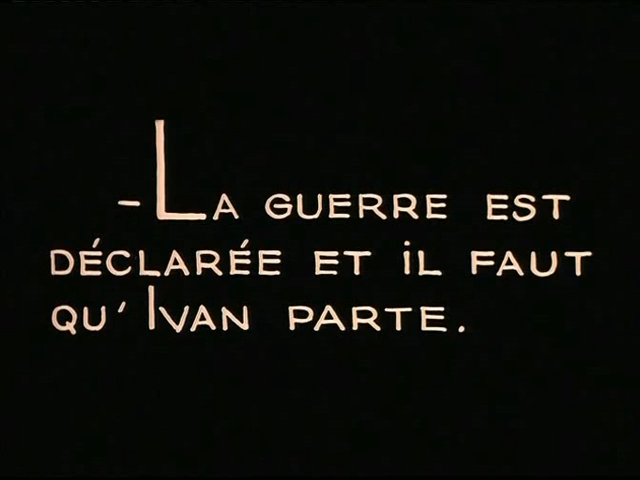 - LA GUERRE EST
DÉCLARÉE ET iL FAUT
QU' IVAN PARTE.